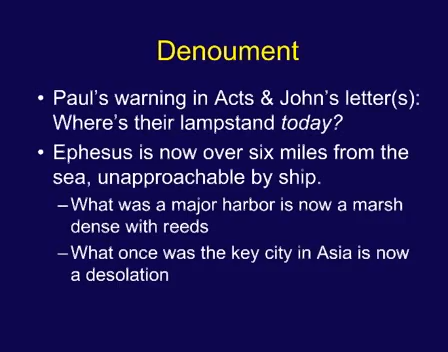 Denoument
• Paul's warning in Acts & John's letter(s):
Where's their lampstand today?
• Ephesus is now over six miles from the
sea, unapproachable by ship.
–What was a major harbor is now a marsh
dense with reeds
–What once was the key city in Asia is now
a desolation